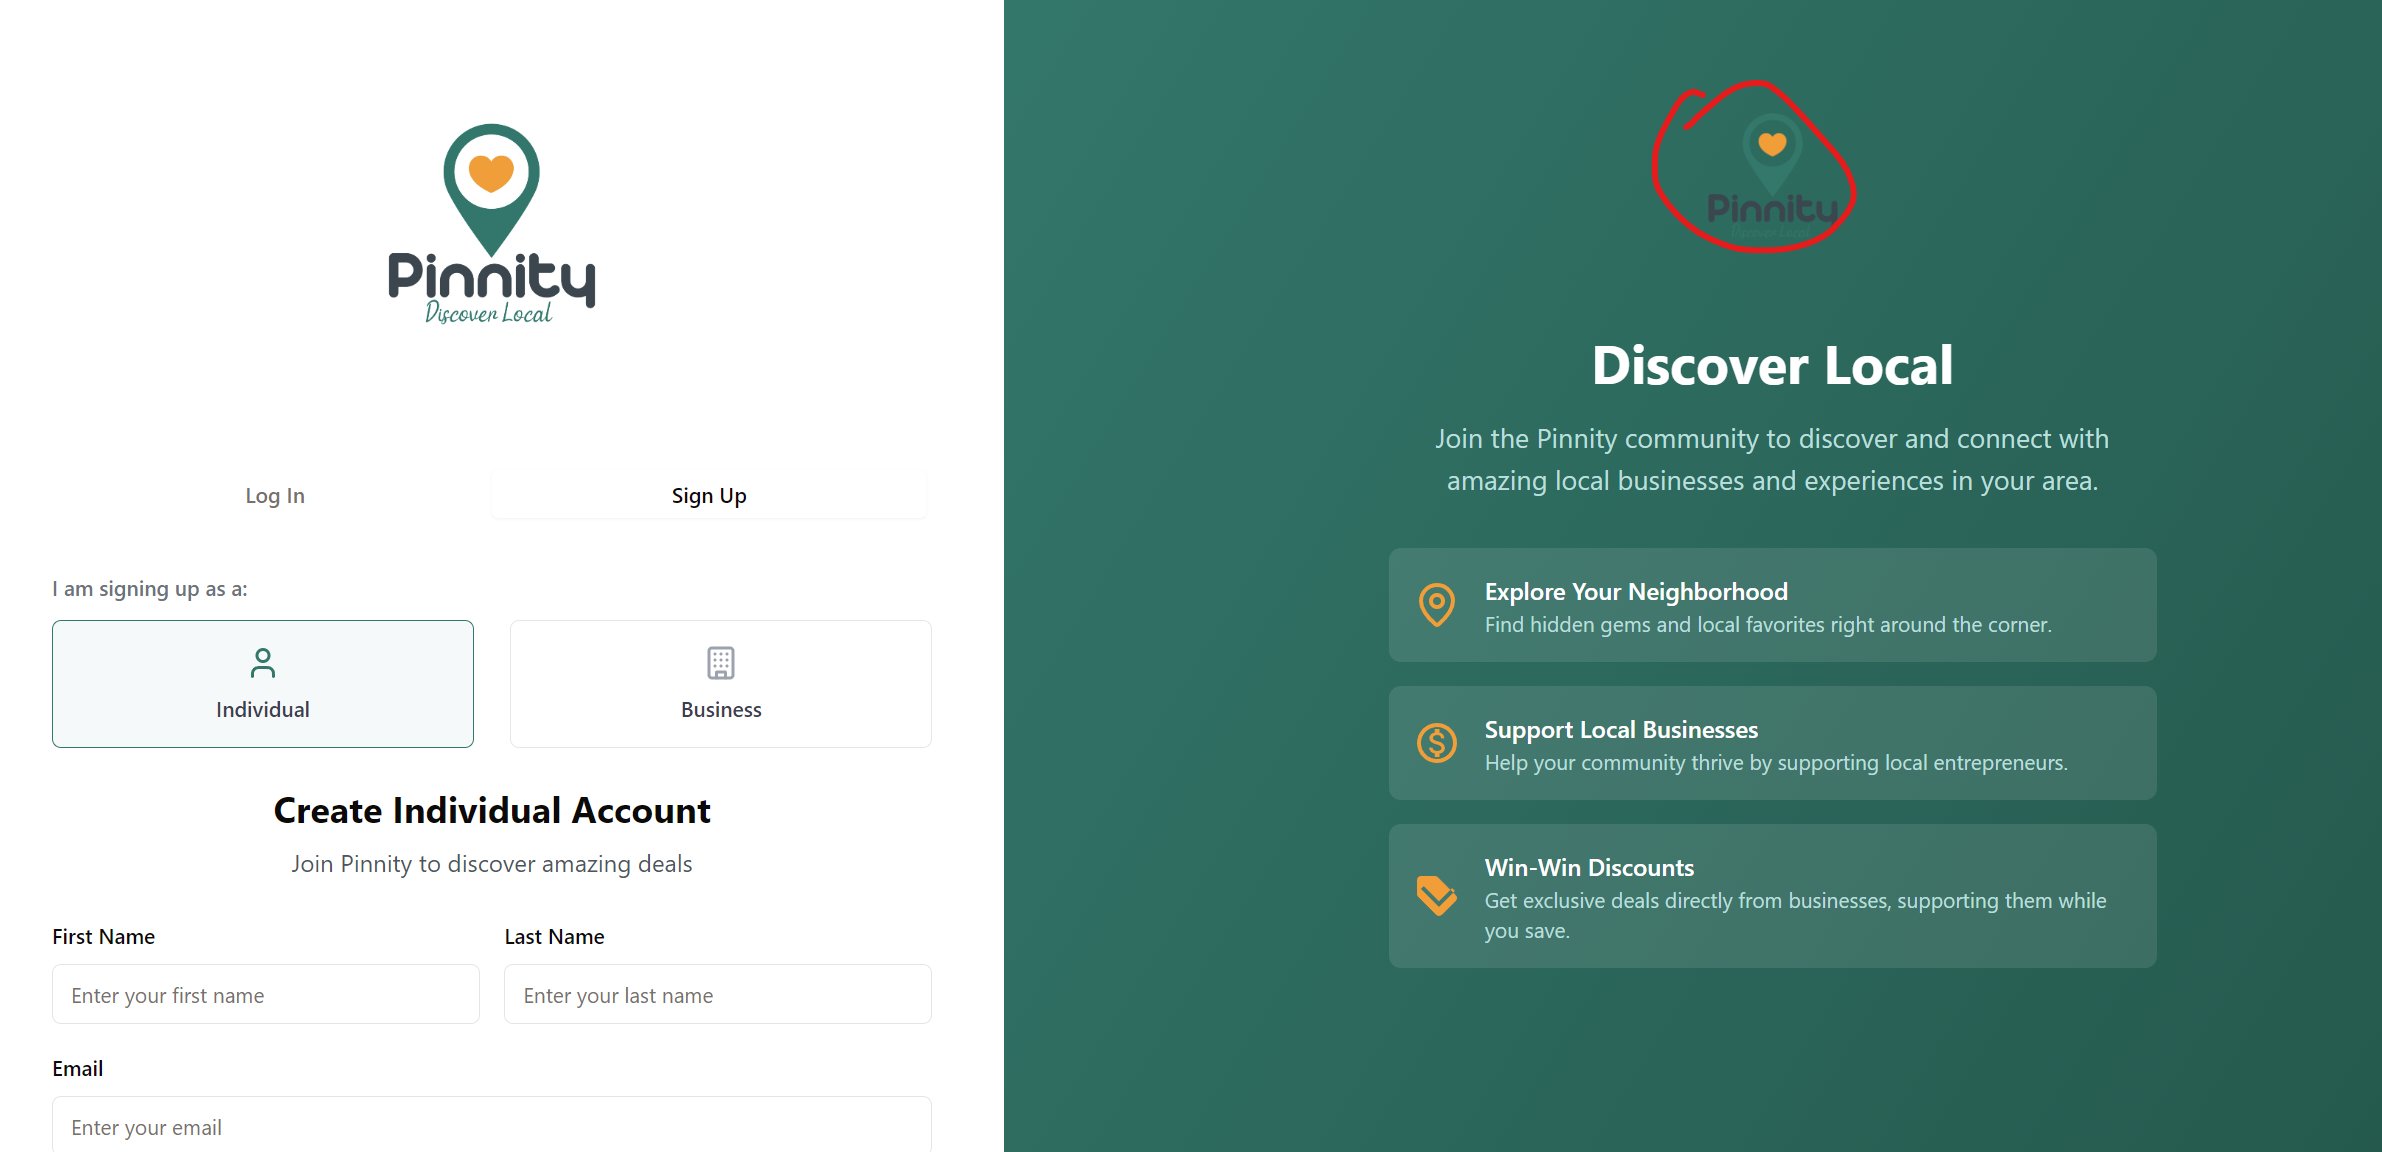 Pinnity
Discover Local
Log In
Sign Up
I am signing up as a:
Individual
Business
Create Individual Account
Join Pinnity to discover amazing deals
First Name
Last Name
Enter your first name
Enter your last name
Email
Enter your email
Pinnity
Discover Local
Discover Local
Join the Pinnity community to discover and connect with
amazing local businesses and experiences in your area.
Explore Your Neighborhood
Find hidden gems and local favorites right around the corner.
Support Local Businesses
Help your community thrive by supporting local entrepreneurs.
Win-Win Discounts
Get exclusive deals directly from businesses, supporting them while
you save.